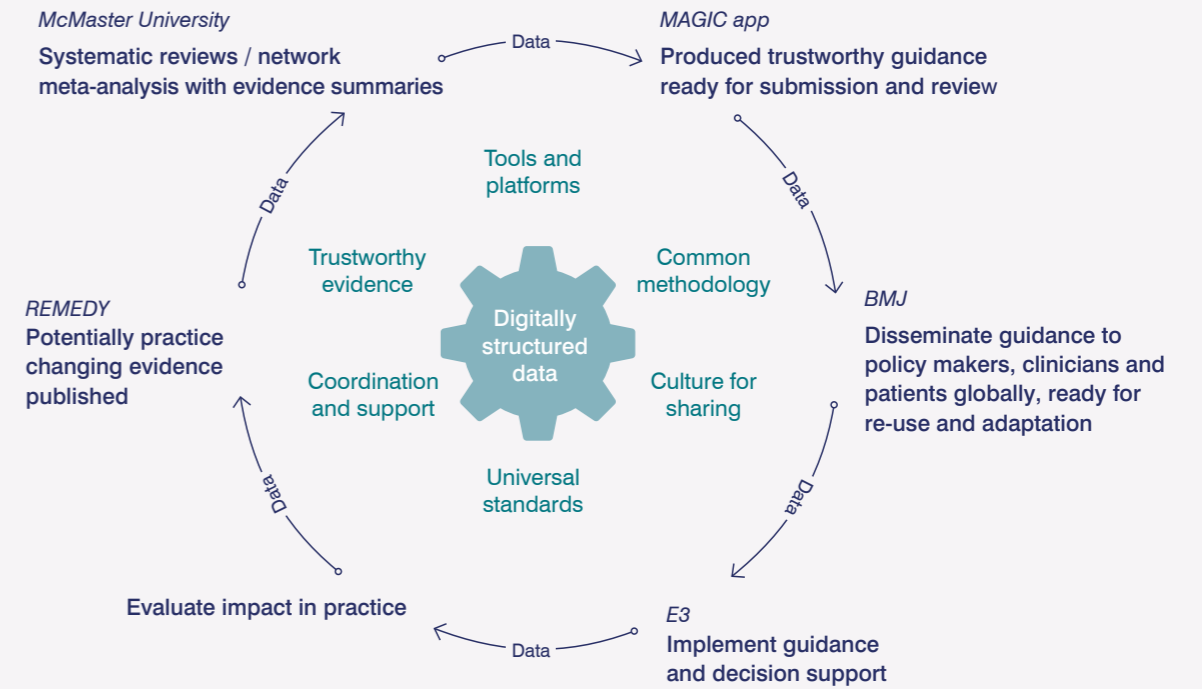 McMaster University
Systematic reviews / network
meta-analysis with evidence summaries
Data
MAGIC app
Produced trustworthy guidance
ready for submission and review
Data
BMJ
Disseminate guidance to
policy makers, clinicians and
patients globally, ready for
re-use and adaptation
Data
E3
Implement guidance
and decision support
Data
Evaluate impact in practice
Data
REMEDY
Potentially practice
changing evidence
published
Data
Tools and
platforms
Common
methodology
Culture for
sharing
Universal
standards
Coordination
and support
Trustworthy
evidence
Digitally
structured
data